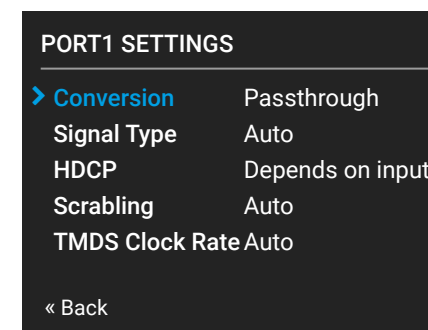 PORT1 SETTINGS
Conversion Passthrough
Signal Type Auto
HDCP Depends on input
Scrabling Auto
TMDS Clock Rate Auto
« Back